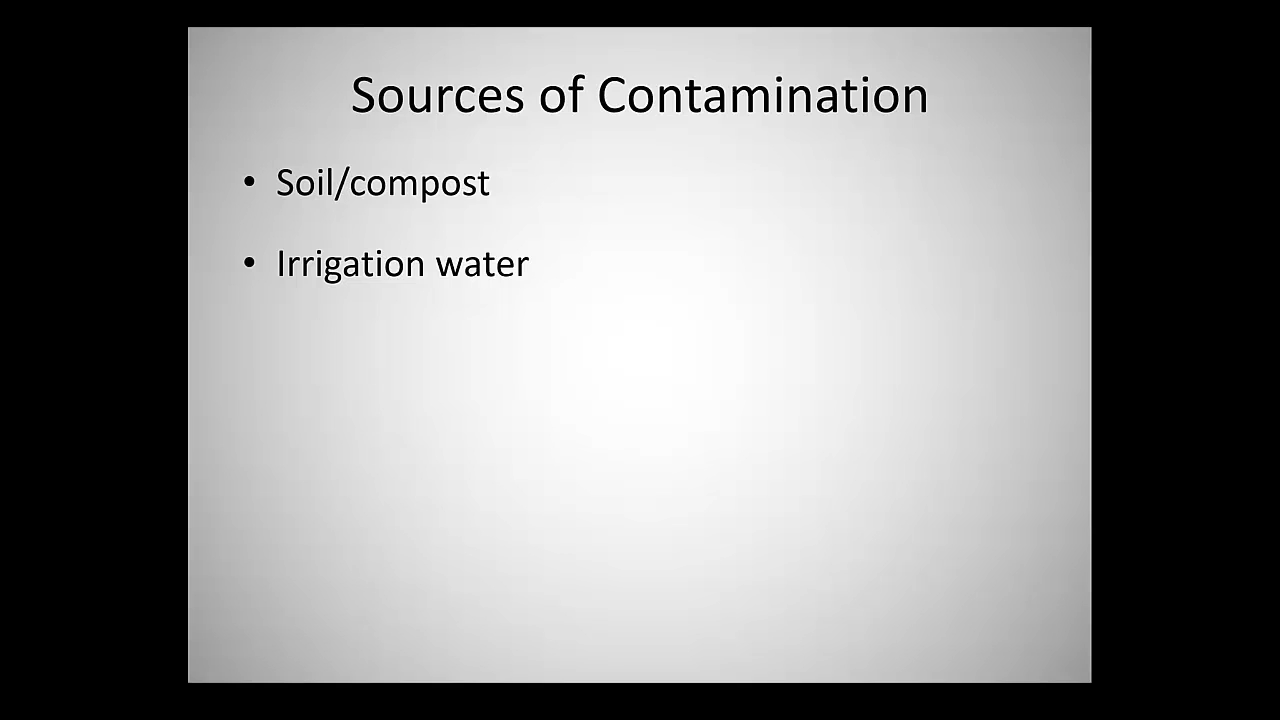 Sources of Contamination
• Soil/compost
• Irrigation water